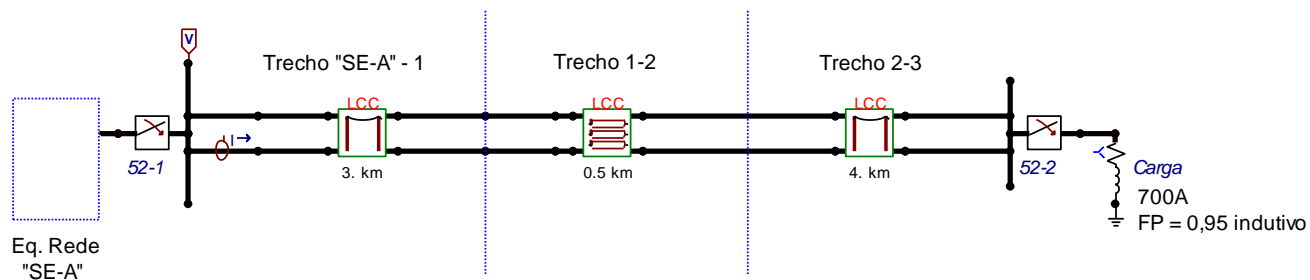 V
Trecho "SE-A" - 1
Trecho 1-2
Trecho 2-3
LCC
LCC
LCC
I
52-1
3. km
0.5 km
4. km
52-2
Carga
700A
FP = 0,95 indutivo
Eq. Rede
"SE-A"